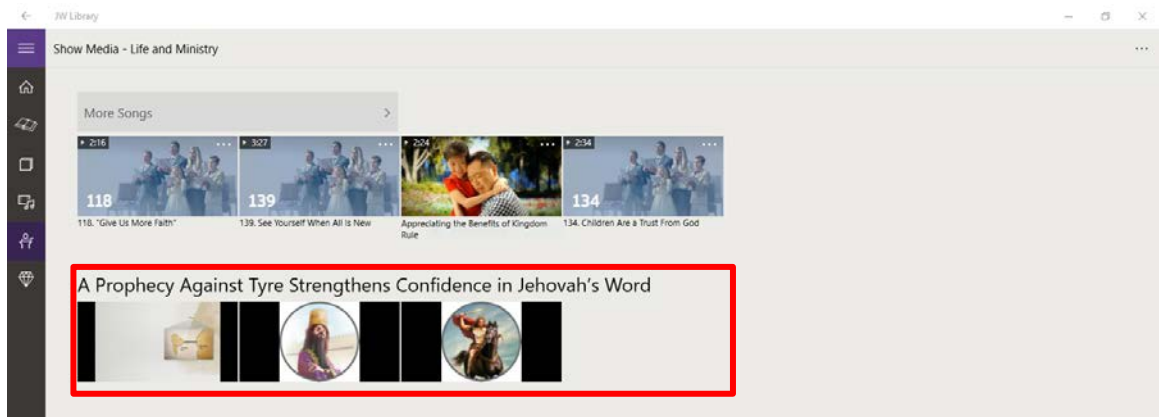 JW Library
Show Media - Life and Ministry
More Songs
2:16
3:27
2:24
2:34
118
139
134
118. "Give Us More Faith"
139. See Yourself When All Is New
Appreciating the Benefits of Kingdom
Rule
134. Children Are a Trust From God
A Prophecy Against Tyre Strengthens Confidence in Jehovah's Word